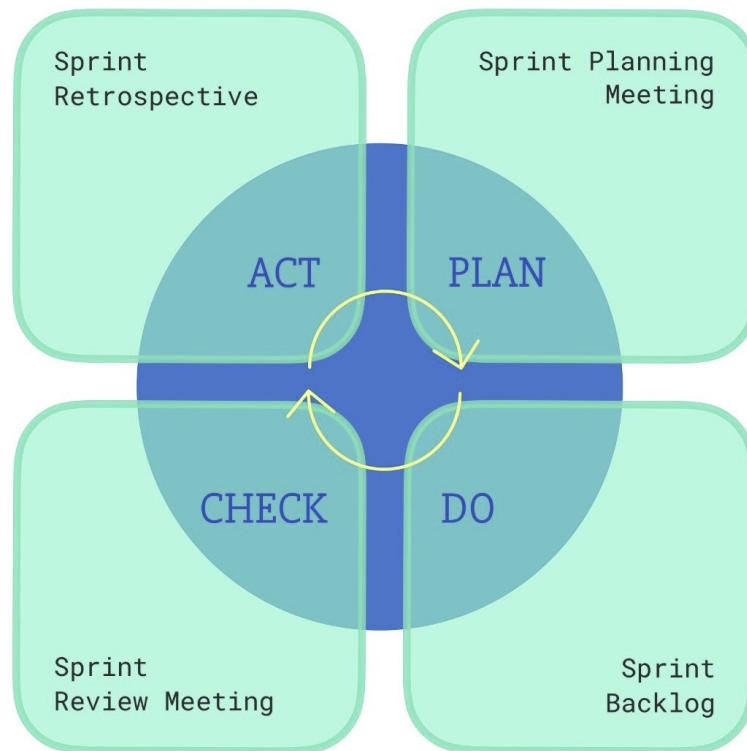 Sprint
Retrospective
Sprint Planning
Meeting
ACT
PLAN
CHECK
DO
Sprint
Review Meeting
Sprint
Backlog